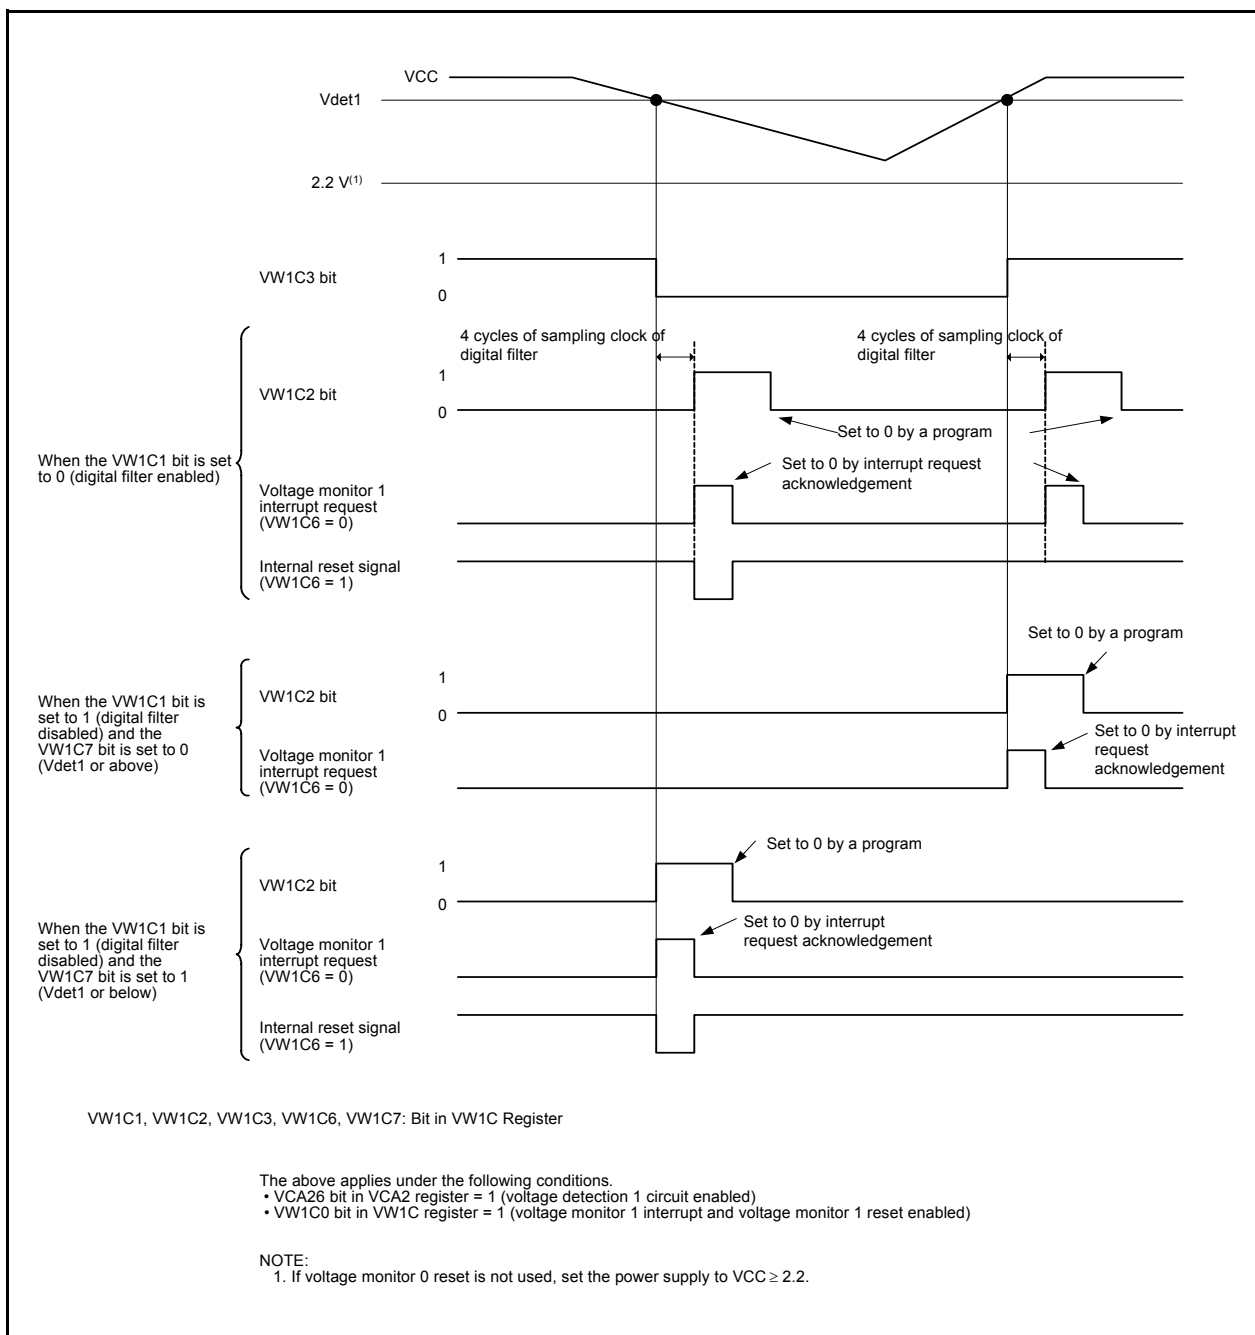 VCC
Vdet1
2.2 V(1)
VW1C3 bit
1
0
4 cycles of sampling clock of
digital filter
4 cycles of sampling clock of
digital filter
VW1C2 bit
1
0
Set to 0 by a program
When the VW1C1 bit is set
to 0 (digital filter enabled)
Set to 0 by interrupt request
acknowledgement
Voltage monitor 1
interrupt request
(VW1C6 = 0)
Internal reset signal
(VW1C6 = 1)
Set to 0 by a program
When the VW1C1 bit is
set to 1 (digital filter
disabled) and the
VW1C7 bit is set to 0
(Vdet1 or above)
VW1C2 bit
1
0
Voltage monitor 1
interrupt request
(VW1C6 = 0)
Set to 0 by interrupt
request
acknowledgement
Set to 0 by a program
VW1C2 bit
1
0
When the VW1C1 bit is
set to 1 (digital filter
disabled) and the
VW1C7 bit is set to 1
(Vdet1 or below)
Set to 0 by interrupt
request acknowledgement
Voltage monitor 1
interrupt request
(VW1C6 = 0)
Internal reset signal
(VW1C6 = 1)
VW1C1, VW1C2, VW1C3, VW1C6, VW1C7: Bit in VW1C Register
The above applies under the following conditions.
• VCA26 bit in VCA2 register = 1 (voltage detection 1 circuit enabled)
• VW1C0 bit in VW1C register = 1 (voltage monitor 1 interrupt and voltage monitor 1 reset enabled)
NOTE:
1. If voltage monitor 0 reset is not used, set the power supply to VCC ≥ 2.2.